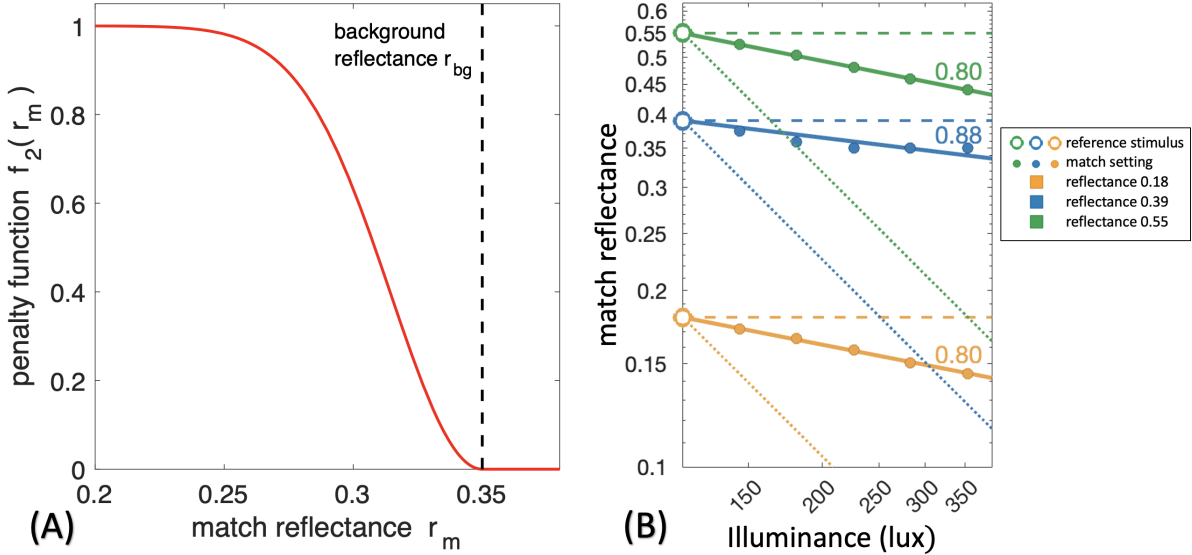 penalty function f2( rm )
1
0.8
0.6
0.4
0.2
0
0.2
0.25
0.3
0.35
background
reflectance rbg
(A)
match reflectance rm
match reflectance
0.6
0.55
0.5
0.45
0.4
0.35
0.3
0.25
0.2
0.15
0.1
0.80
0.88
0.80
150
200
250
300
350
(B)
Illuminance (lux)
reference stimulus
match setting
reflectance 0.18
reflectance 0.39
reflectance 0.55